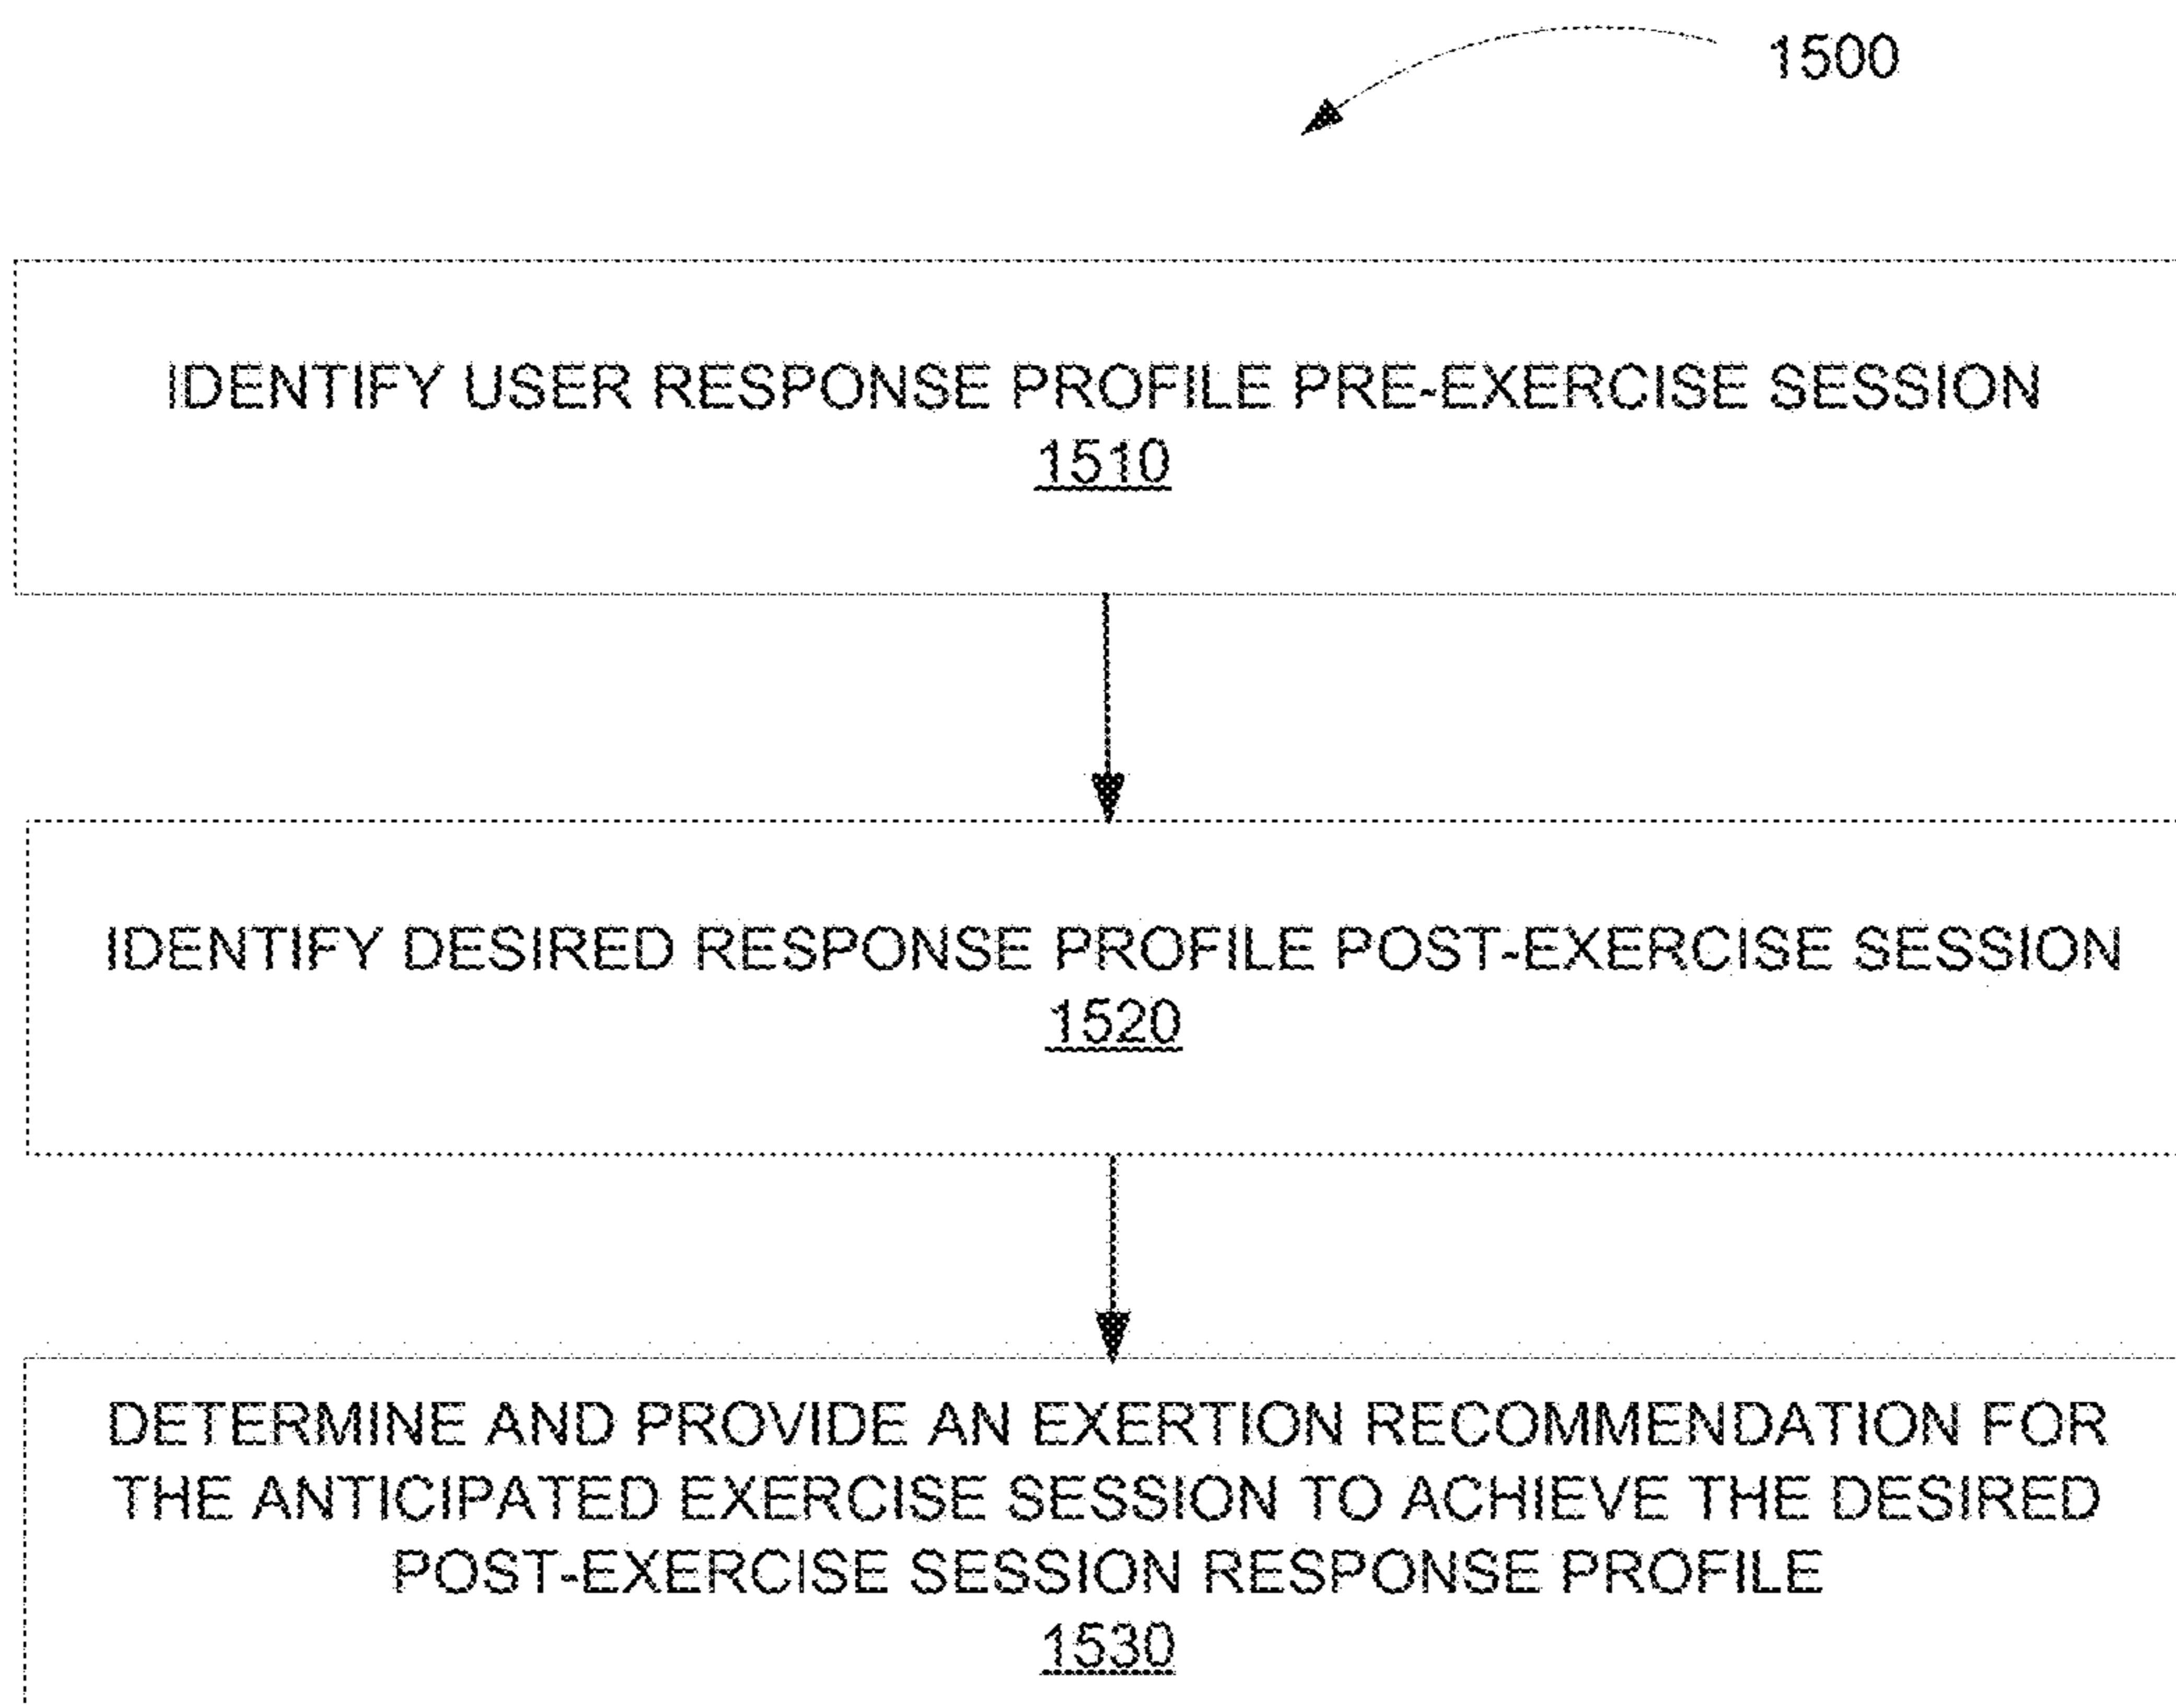 1500
IDENTIFY USER RESPONSE PROFILE PRE-EXERCISE SESSION
1510
IDENTIFY DESIRED RESPONSE PROFILE POST-EXERCISE SESSION
1520
DETERMINE AND PROVIDE AN EXERTION RECOMMENDATION FOR
THE ANTICIPATED EXERCISE SESSION TO ACHIEVE THE DESIRED
POST-EXERCISE SESSION RESPONSE PROFILE
1530